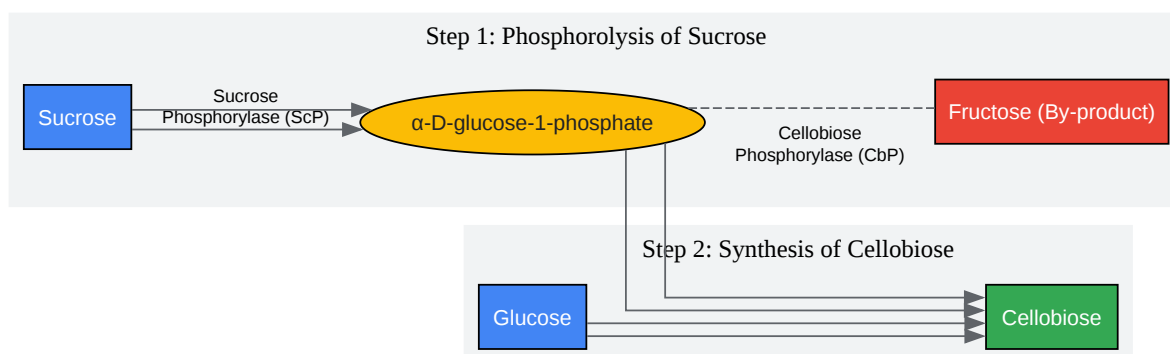 Step 1: Phosphorolysis of Sucrose
Sucrose
Sucrose
Phosphorylase (ScP)
α-D-glucose-1-phosphate
Cellobiose
Phosphorylase (CbP)
Fructose (By-product)
Step 2: Synthesis of Cellobiose
Glucose
Cellobiose